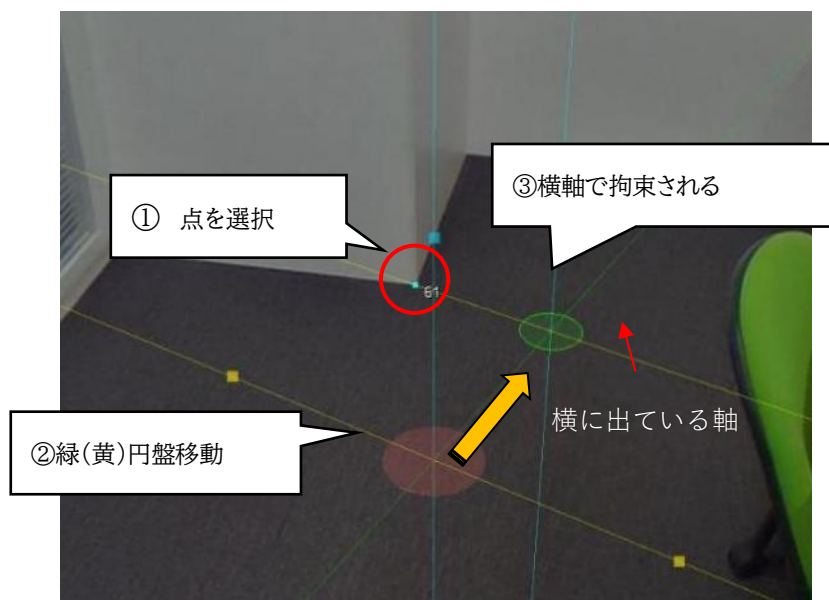 ① 点を選択
③横軸で拘束される
61
横に出ている軸
②緑(黄)円盤移動